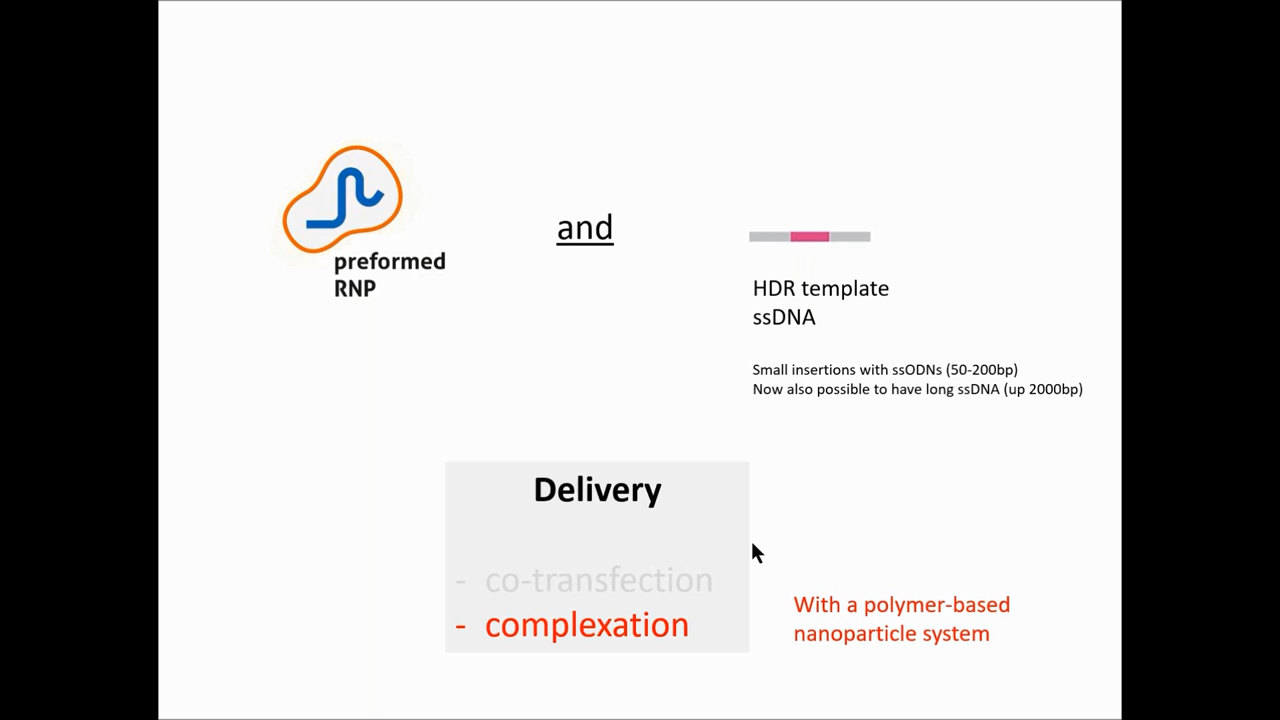 preformed
RNP
and
HDR template
ssDNA
Small insertions with ssODNs (50-200bp)
Now also possible to have long ssDNA (up 2000bp)
Delivery
- co-transfection
- complexation
With a polymer-based
nanoparticle system